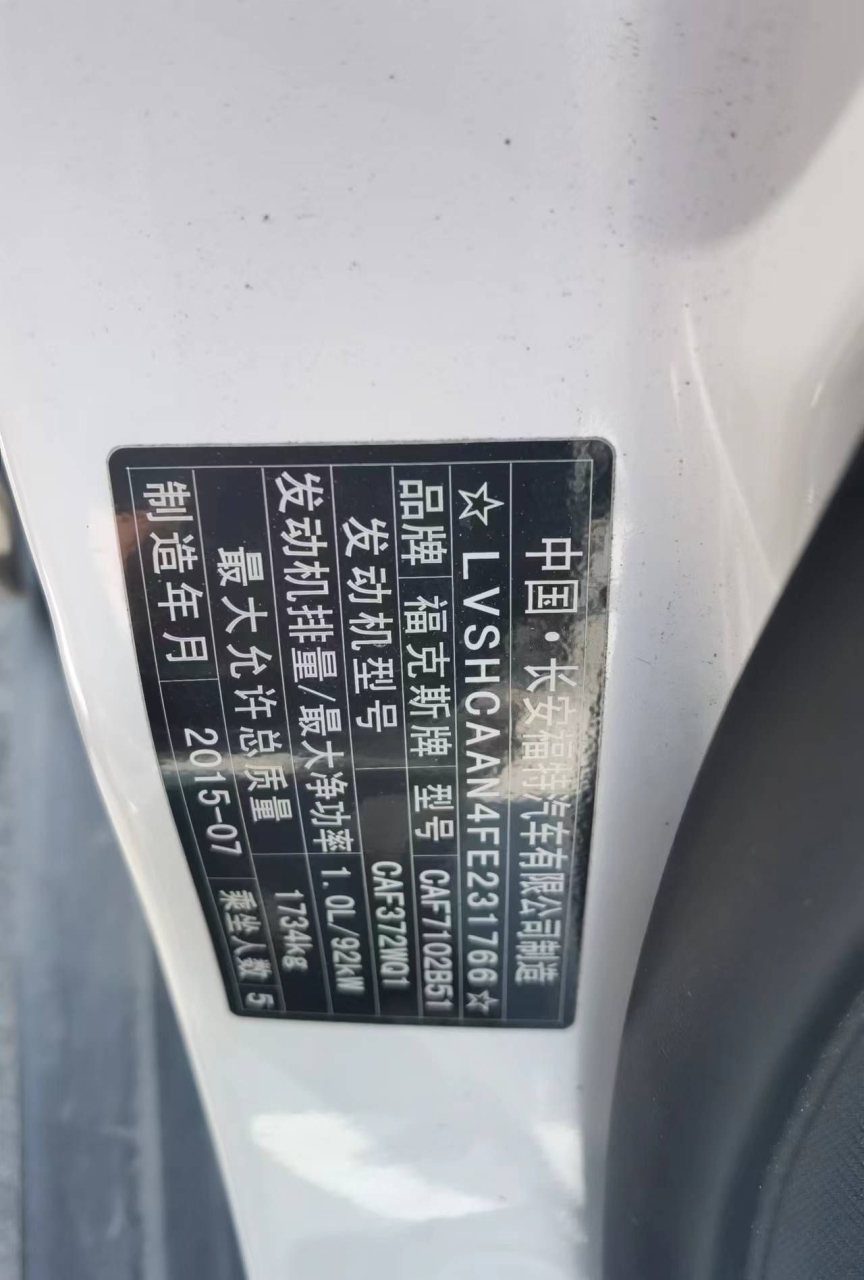 中国·长安福特汽车有限公司制造
☆LVSHCAAN4FE231766☆
品牌 福克斯牌 型号 CAF7102B51
发动机型号 CAF372WQ1
发动机排量/最大净功率 1.0L/92kW
最大允许总质量 1734kg
制造年月 2015-07 乘坐人数 5